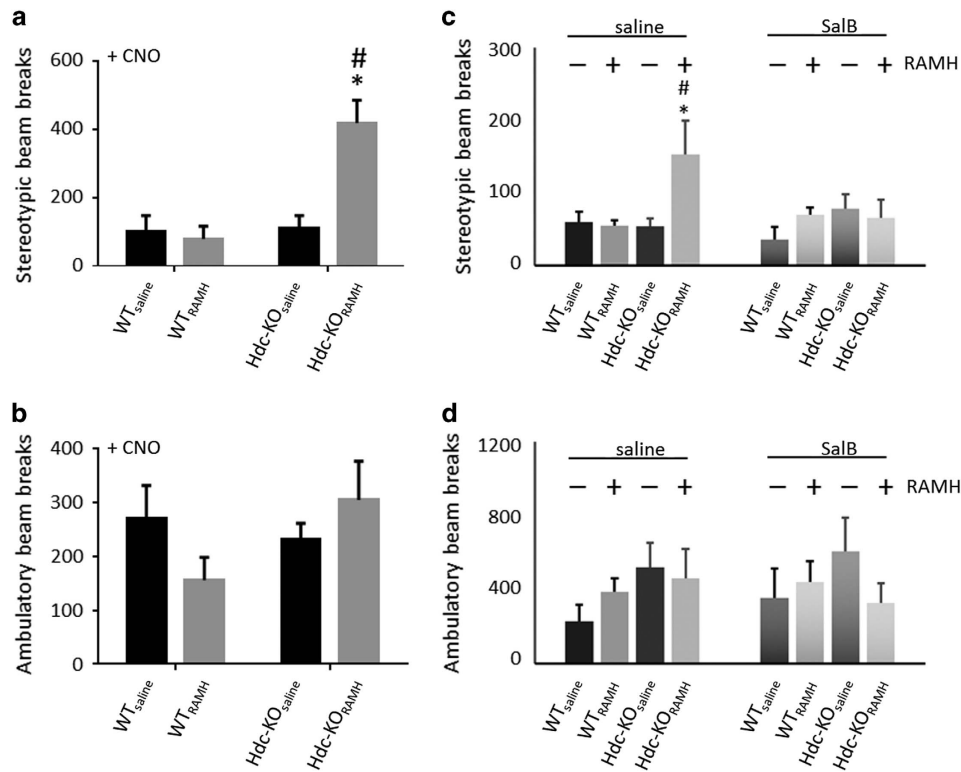 a
+ CNO
Stereotypic beam breaks
600
400
200
0
#
*
WTsaline
WTRAMH
Hdc-KOsaline
Hdc-KORAMH
c
saline
SalB
Stereotypic beam breaks
300
200
100
0
− + − + − + − + RAMH
#
*
WTsaline
WTRAMH
Hdc-KOsaline
Hdc-KORAMH
WTsaline
WTRAMH
Hdc-KOsaline
Hdc-KORAMH
b
+ CNO
Ambulatory beam breaks
400
300
200
100
0
WTsaline
WTRAMH
Hdc-KOsaline
Hdc-KORAMH
d
saline
SalB
Ambulatory beam breaks
1200
800
400
0
− + − + − + − + RAMH
WTsaline
WTRAMH
Hdc-KOsaline
Hdc-KORAMH
WTsaline
WTRAMH
Hdc-KOsaline
Hdc-KORAMH